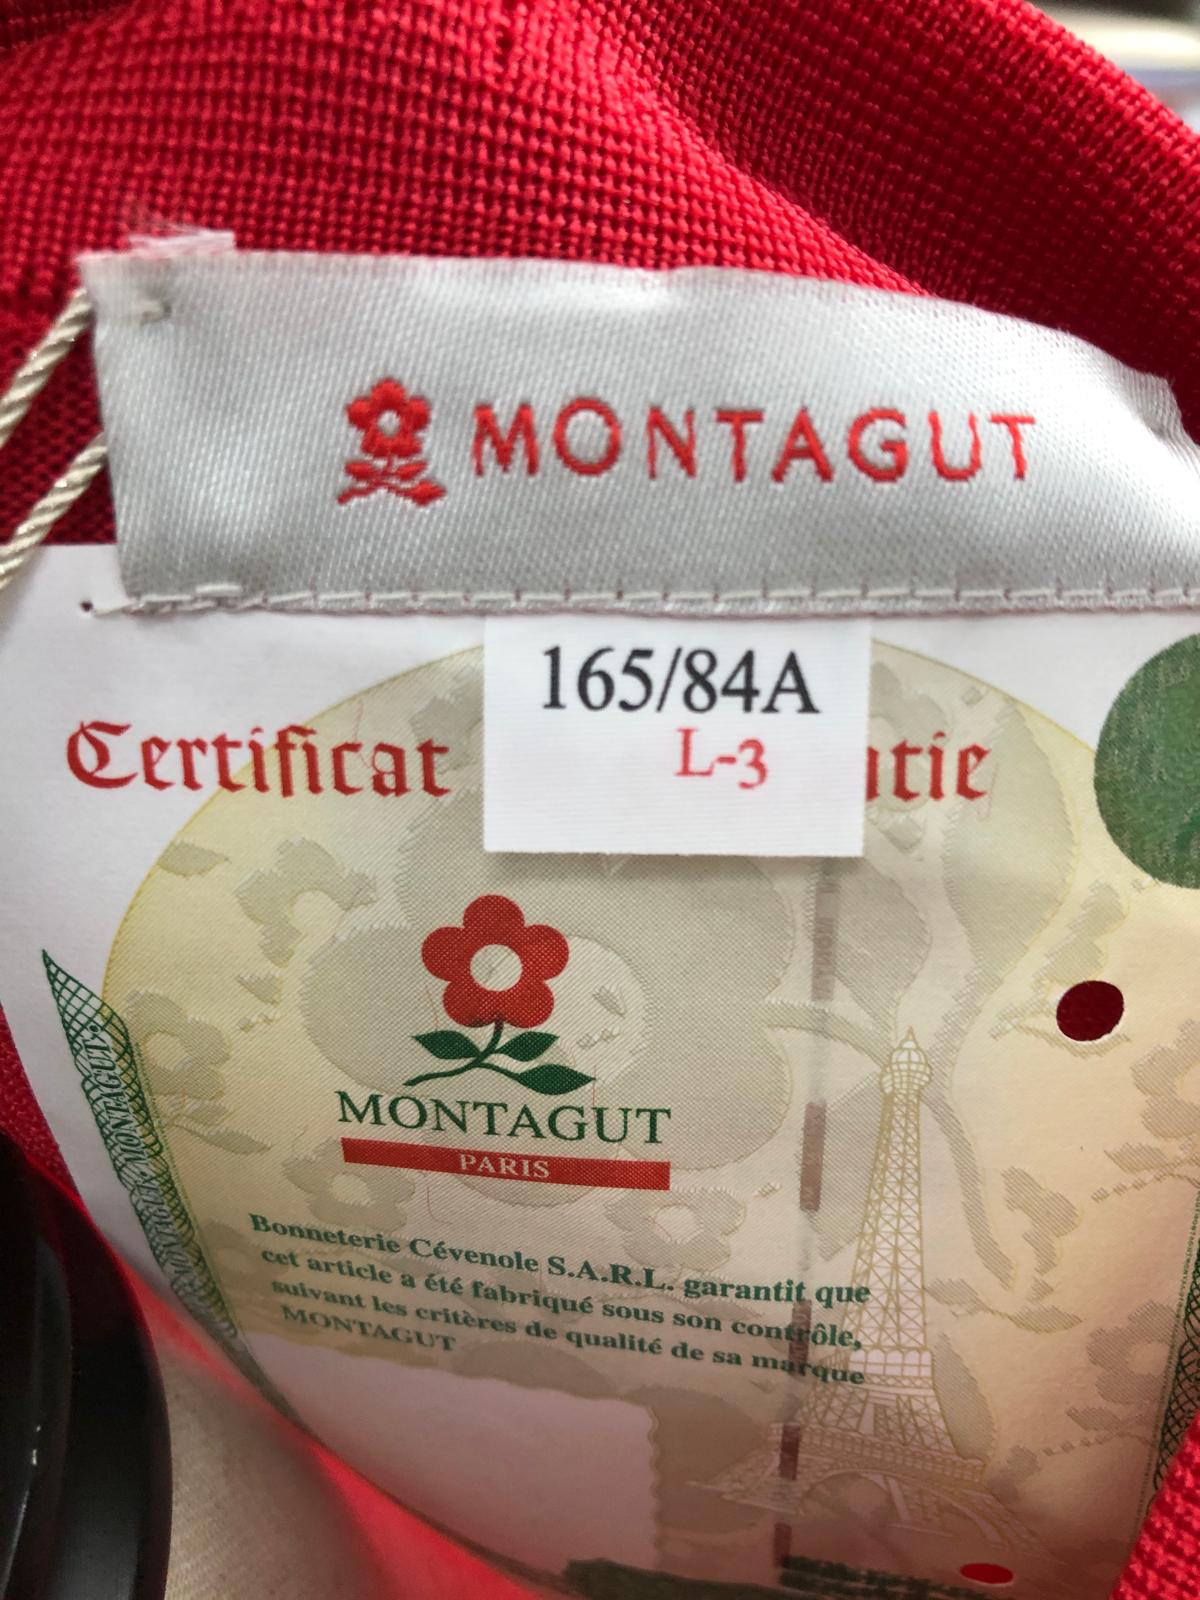 MONTAGUT
165/84A
L-3
Certificat
MONTAGUT
PARIS
Bonneterie Cévenole S.A.R.L. garantit que
cet article a été fabriqué sous son contrôle,
suivant les critères de qualité de sa marque
MONTAGUT
MONTAGUT